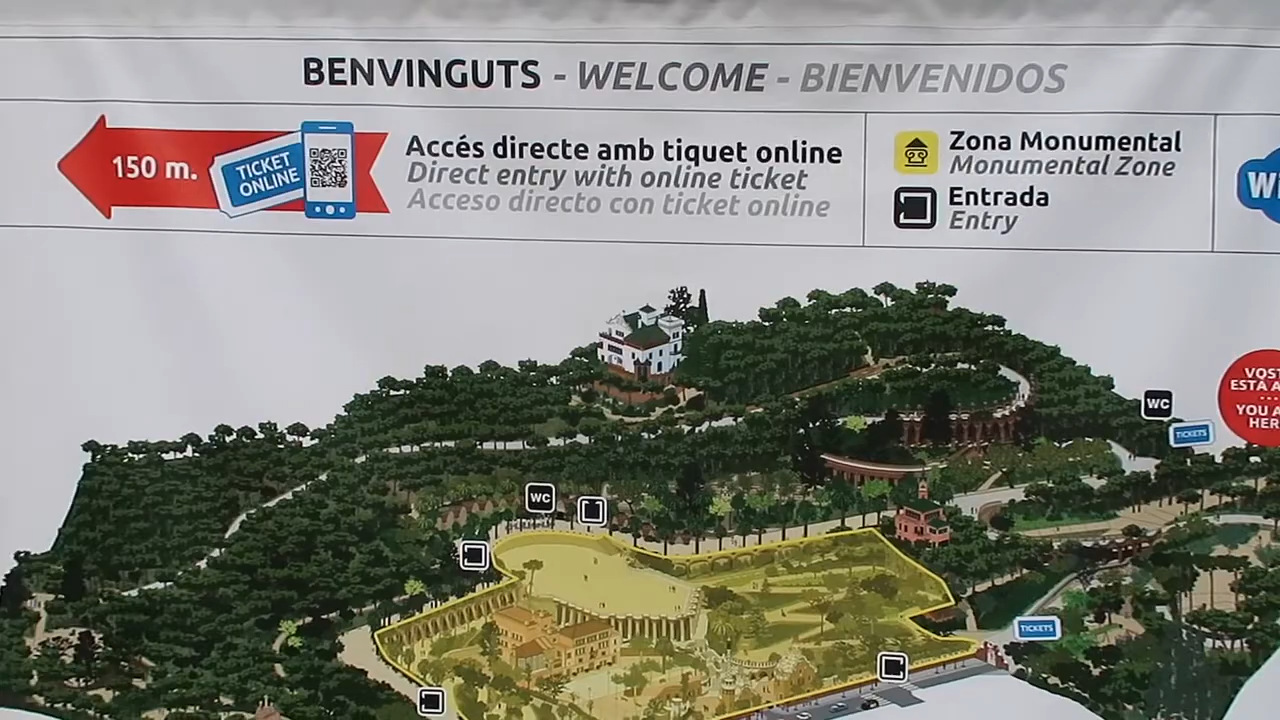 BENVINGUTS - WELCOME - BIENVENIDOS
150 m.
TICKET
ONLINE
Accés directe amb tiquet online
Direct entry with online ticket
Acceso directo con ticket online
Zona Monumental
Monumental Zone
Entrada
Entry
WC
TICKETS
YOU
WC
TICKETS